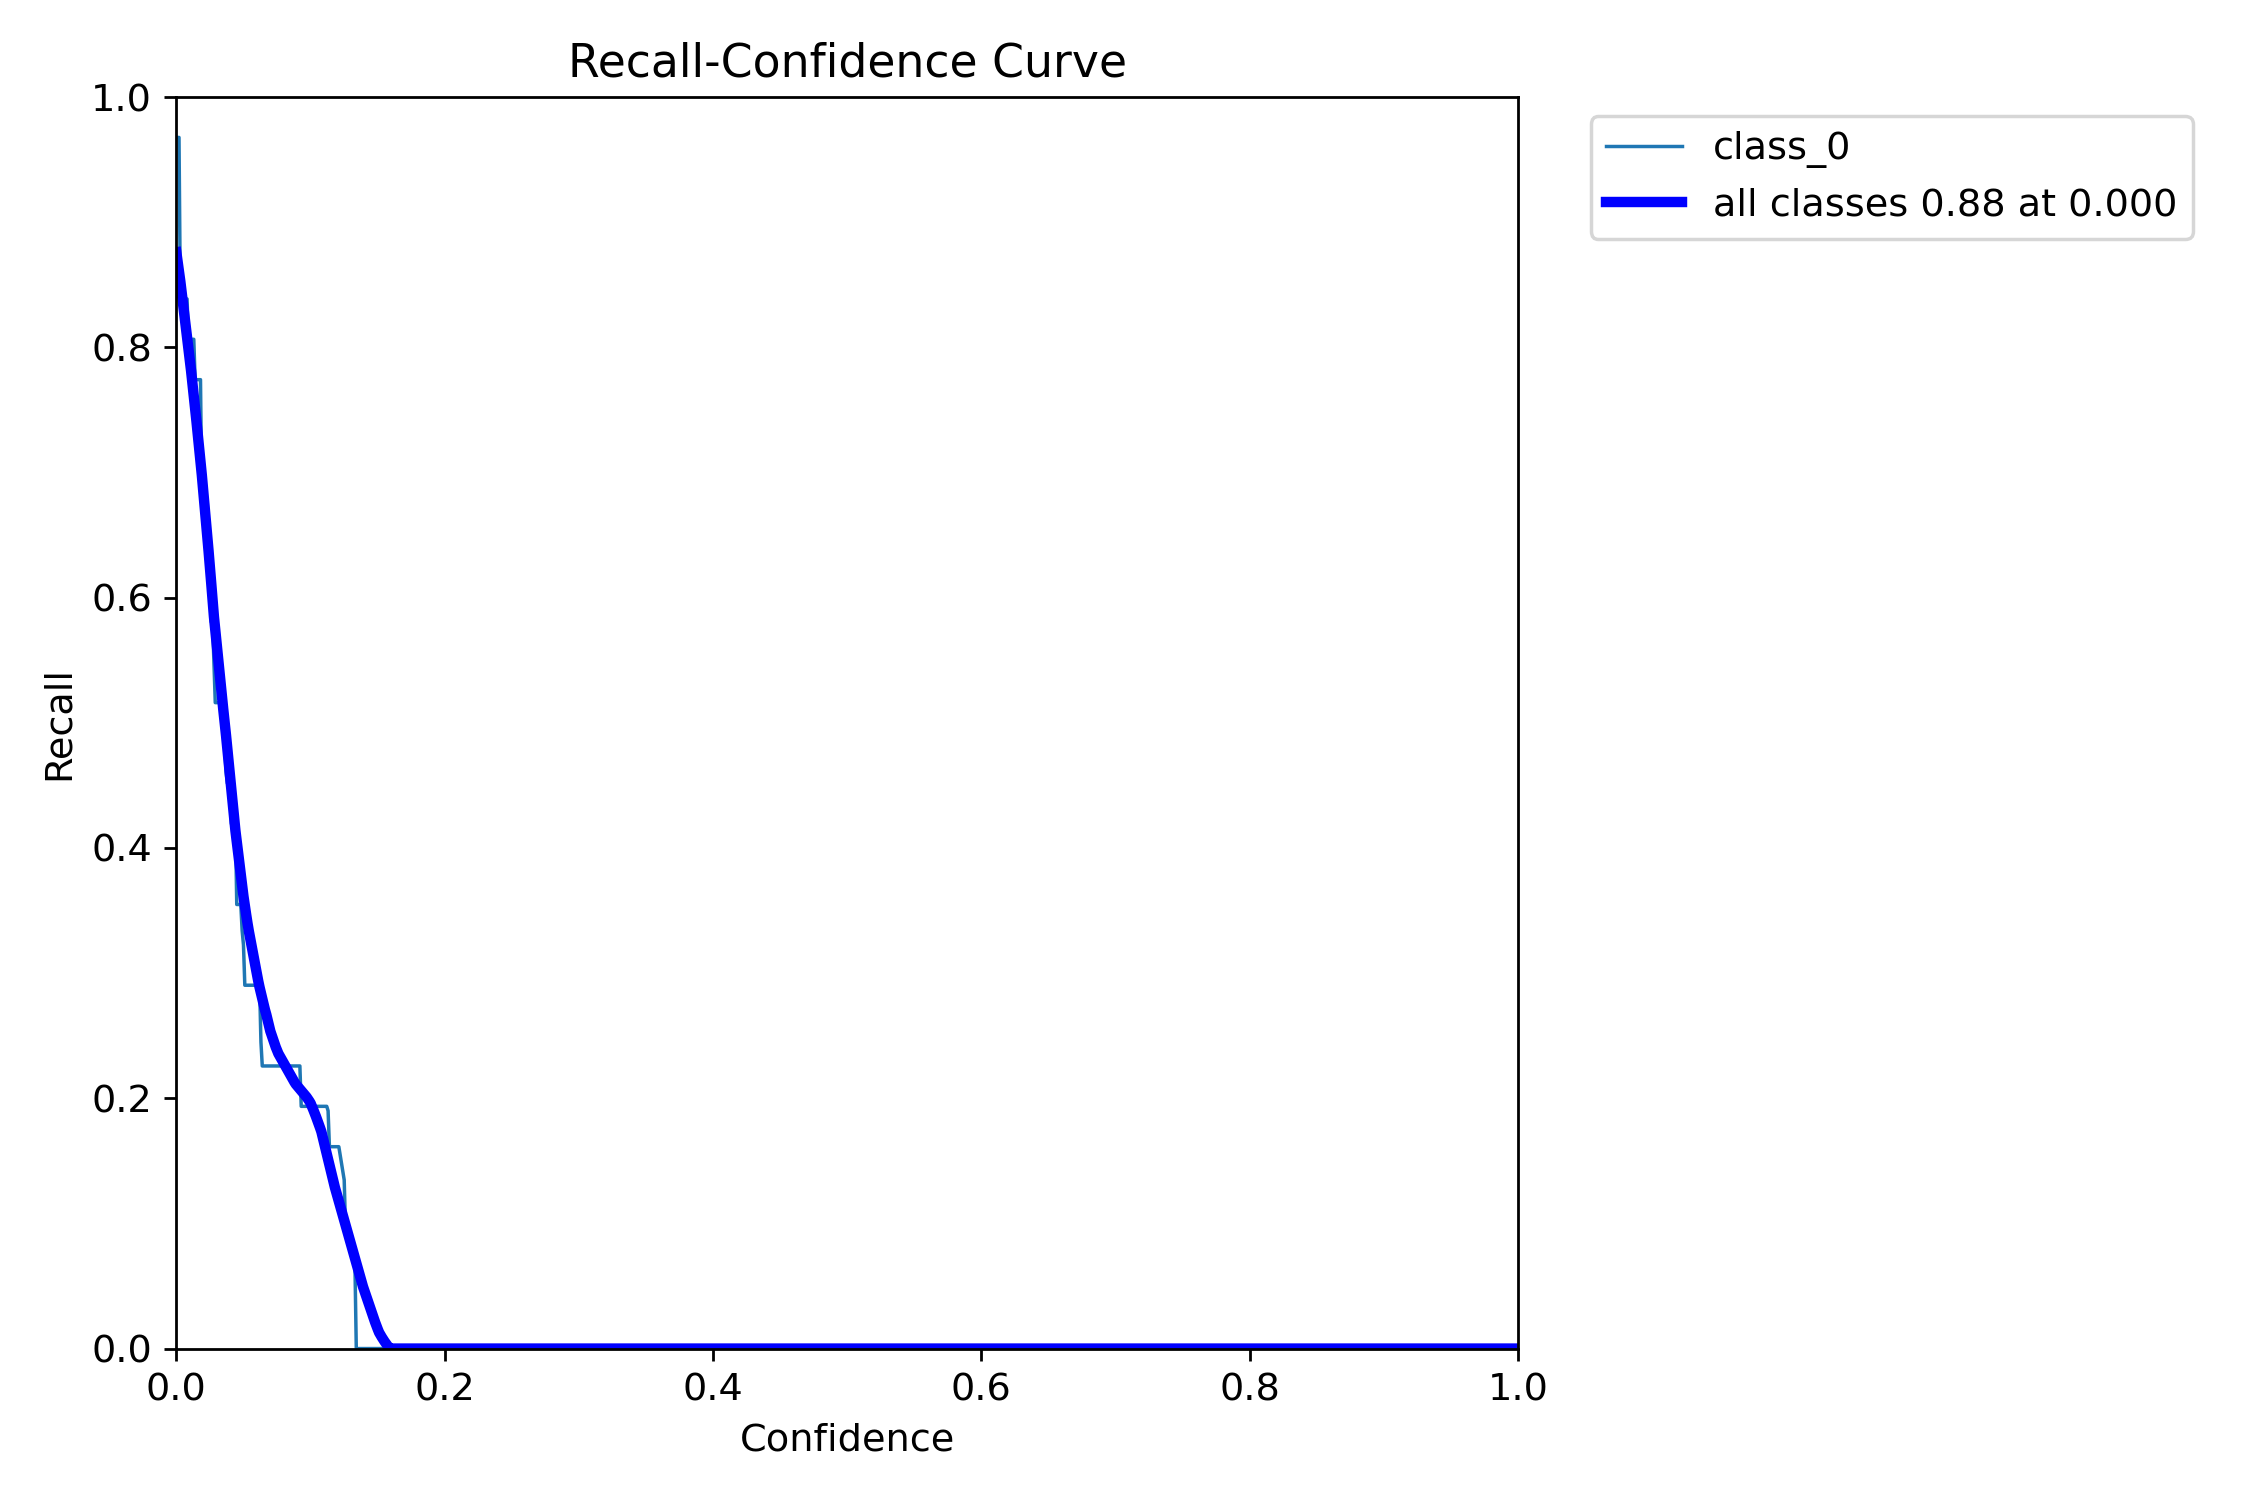 Recall-Confidence Curve
1.0
0.8
0.6
0.4
0.2
0.0
Recall
0.0 0.2 0.4 0.6 0.8 1.0
Confidence
class_0
all classes 0.88 at 0.000